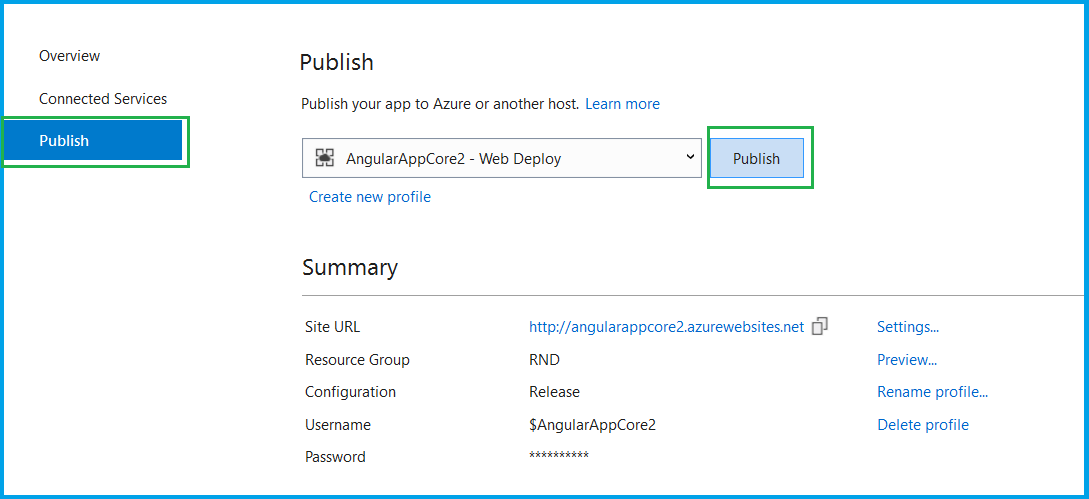 Overview
Connected Services
Publish
Publish
Publish your app to Azure or another host. Learn more
AngularAppCore2 - Web Deploy
Publish
Create new profile
Summary
Site URL http://angularappcore2.azurewebsites.net Settings...
Resource Group RND Preview...
Configuration Release Rename profile...
Username $AngularAppCore2 Delete profile
Password **********